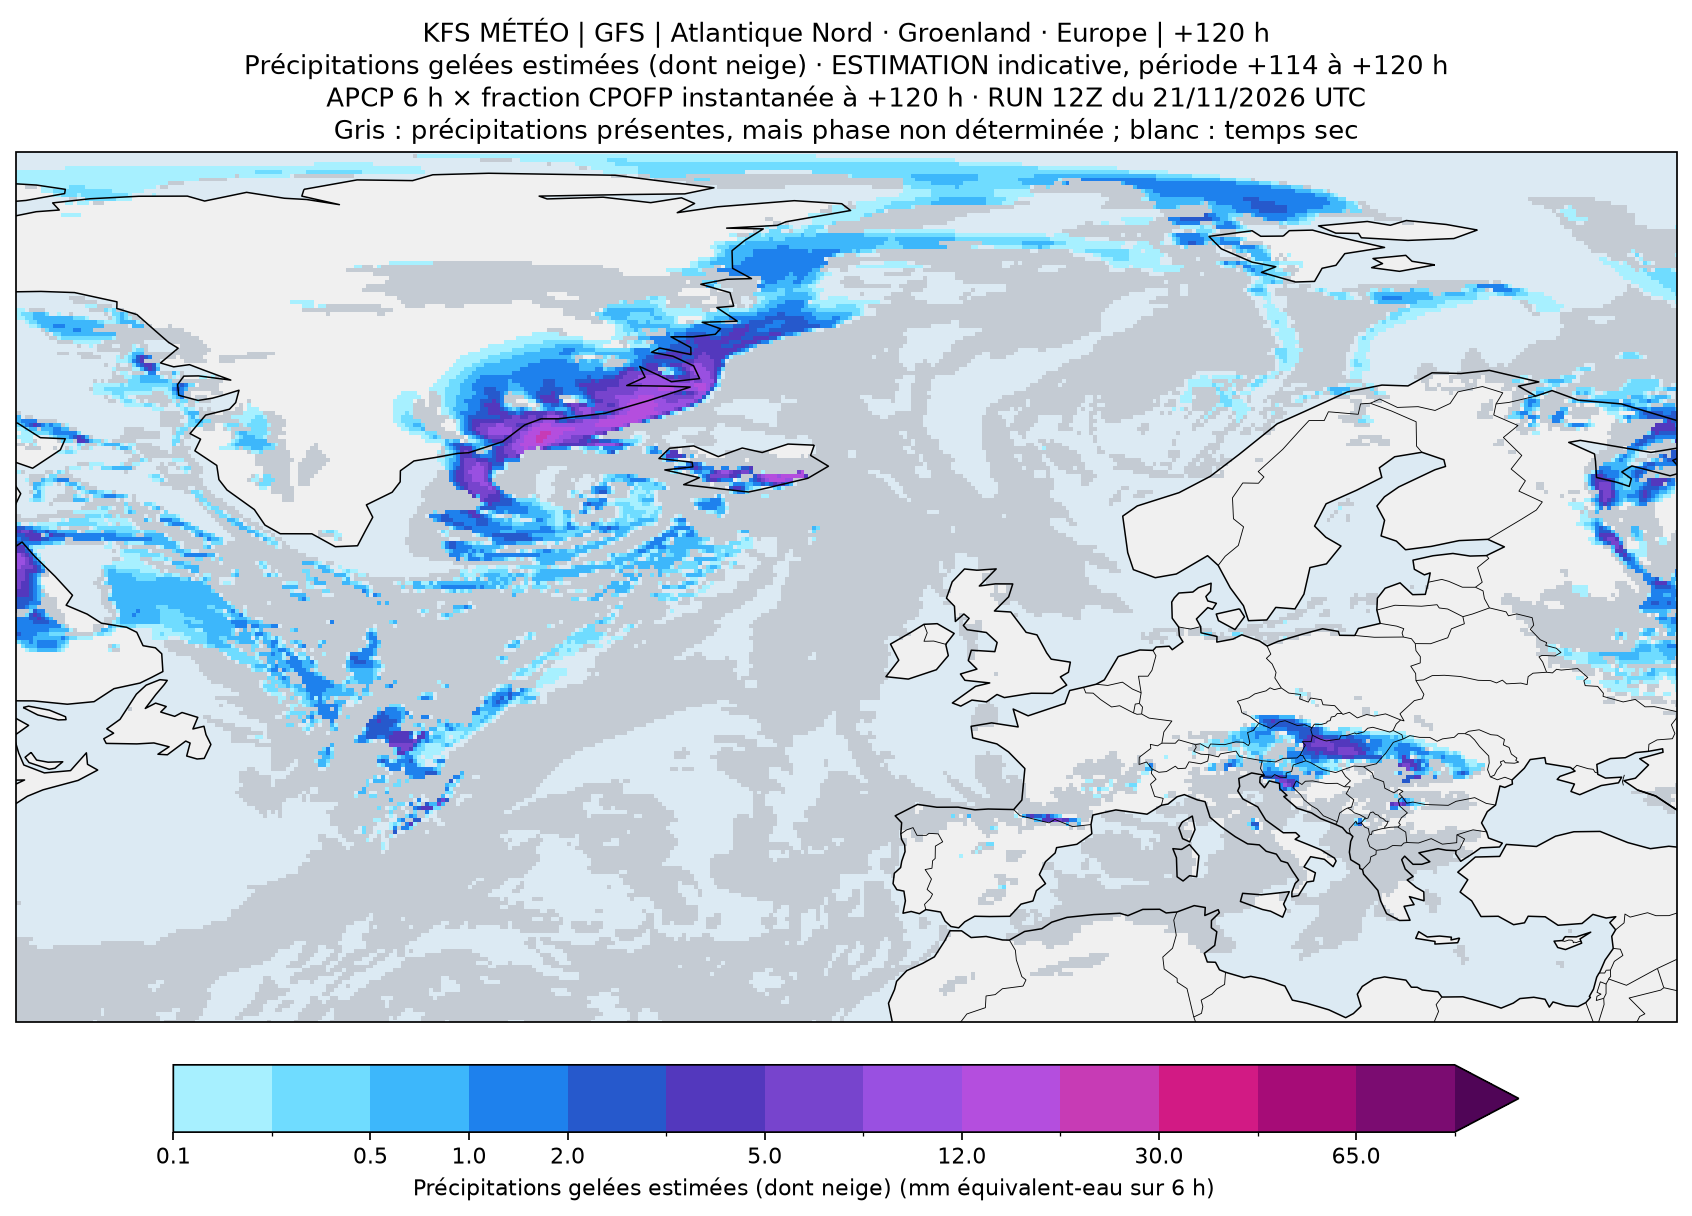 KFS MÉTÉO | GFS | Atlantique Nord · Groenland · Europe | +120 h
Précipitations gelées estimées (dont neige) · ESTIMATION indicative, période +114 à +120 h
APCP 6 h × fraction CPOFP instantanée à +120 h · RUN 12Z du 21/11/2026 UTC
Gris : précipitations présentes, mais phase non déterminée ; blanc : temps sec
0.1 0.5 1.0 2.0 5.0 12.0 30.0 65.0
Précipitations gelées estimées (dont neige) (mm équivalent-eau sur 6 h)